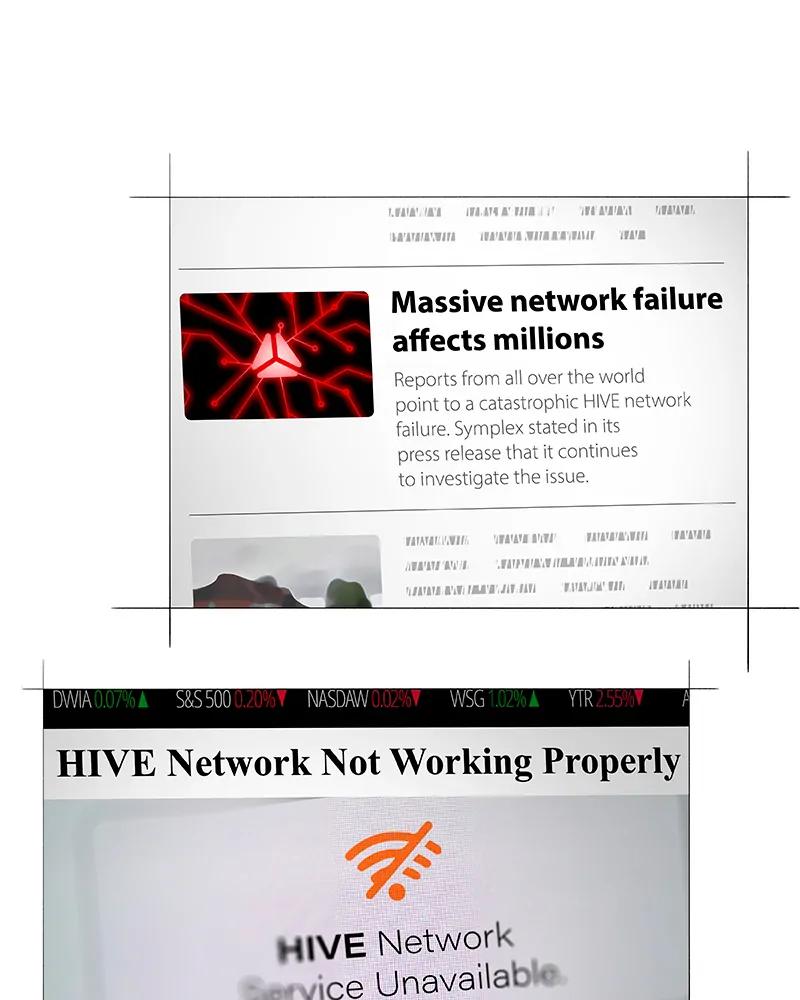 Massive network failure
affects millions
Reports from all over the world
point to a catastrophic HIVE network
failure. Symplex stated in its
press release that it continues
to investigate the issue.
DWIA 0.07% S&S 500 0.20% NASDAW 0.02% WSG 1.02% YTR 2.55%
HIVE Network Not Working Properly
HIVE Network
Service Unavailable.